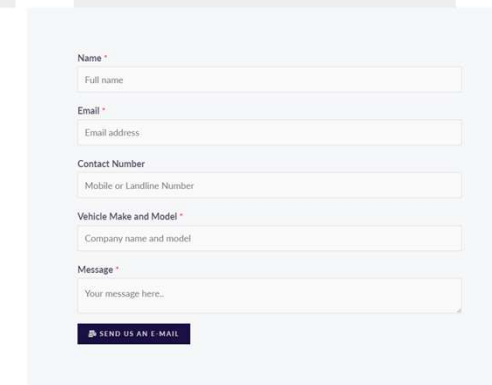 Name *
Full name
Email *
Email address
Contact Number
Mobile or Landline Number
Vehicle Make and Model *
Company name and model
Message *
Your message here..
SEND US AN E-MAIL